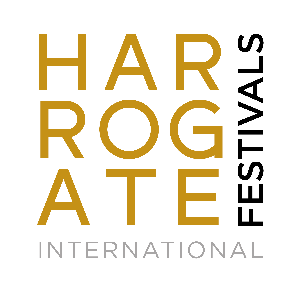 HAR
ROG
ATE
FESTIVALS
INTERNATIONAL